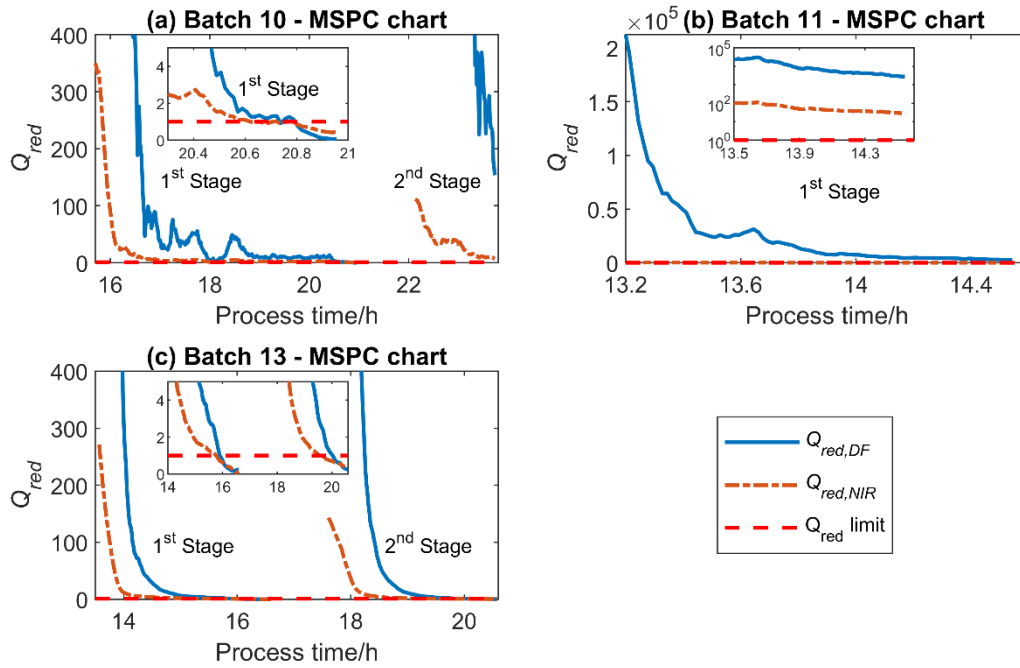 (a) Batch 10 - MSPC chart
400
300
200
100
0
Q_red
4
2
0
20.4 20.6 20.8 21
1st Stage
1st Stage
2nd Stage
16 18 20 22
Process time/h
(b) Batch 11 - MSPC chart
×10^5
2
1.5
1
0.5
0
Q_red
10^5
10^2
10^0
13.5 13.9 14.3
1st Stage
13.2 13.6 14 14.4
Process time/h
(c) Batch 13 - MSPC chart
400
300
200
100
0
Q_red
4
2
0
14 16 18 20
1st Stage
2nd Stage
14 16 18 20
Process time/h
Q_red,DF
Q_red,NIR
Q_red limit